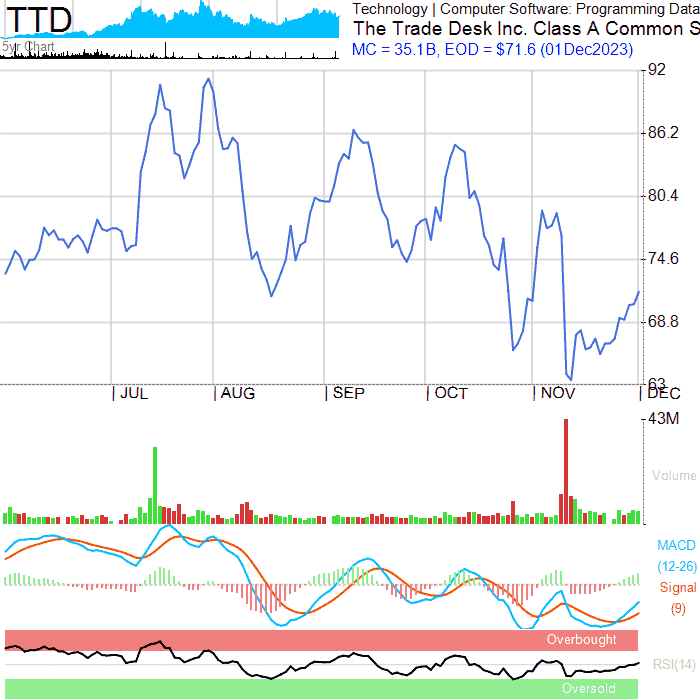 TTD
Technology | Computer Software: Programming Data
The Trade Desk Inc. Class A Common S
MC = 35.1B, EOD = $71.6 (01Dec2023)
5yr Chart
92
86.2
80.4
74.6
68.8
63
| JUL | AUG | SEP | OCT | NOV | DEC
43M
Volume
MACD
(12-26)
Signal
(9)
Overbought
RSI(14)
Oversold